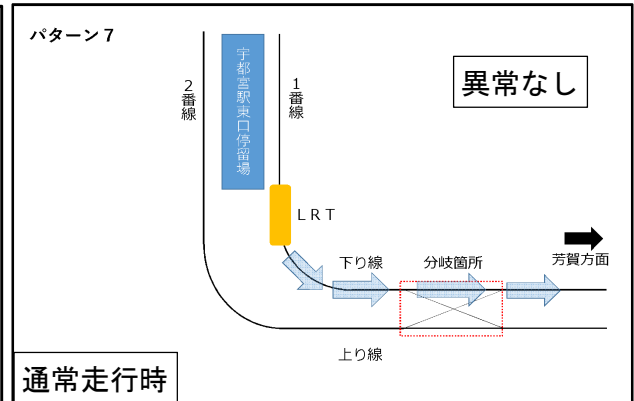 パターン７
異常なし
宇都宮駅東口停留場
２番線
１番線
ＬＲＴ
下り線
分岐箇所
芳賀方面
上り線
通常走行時